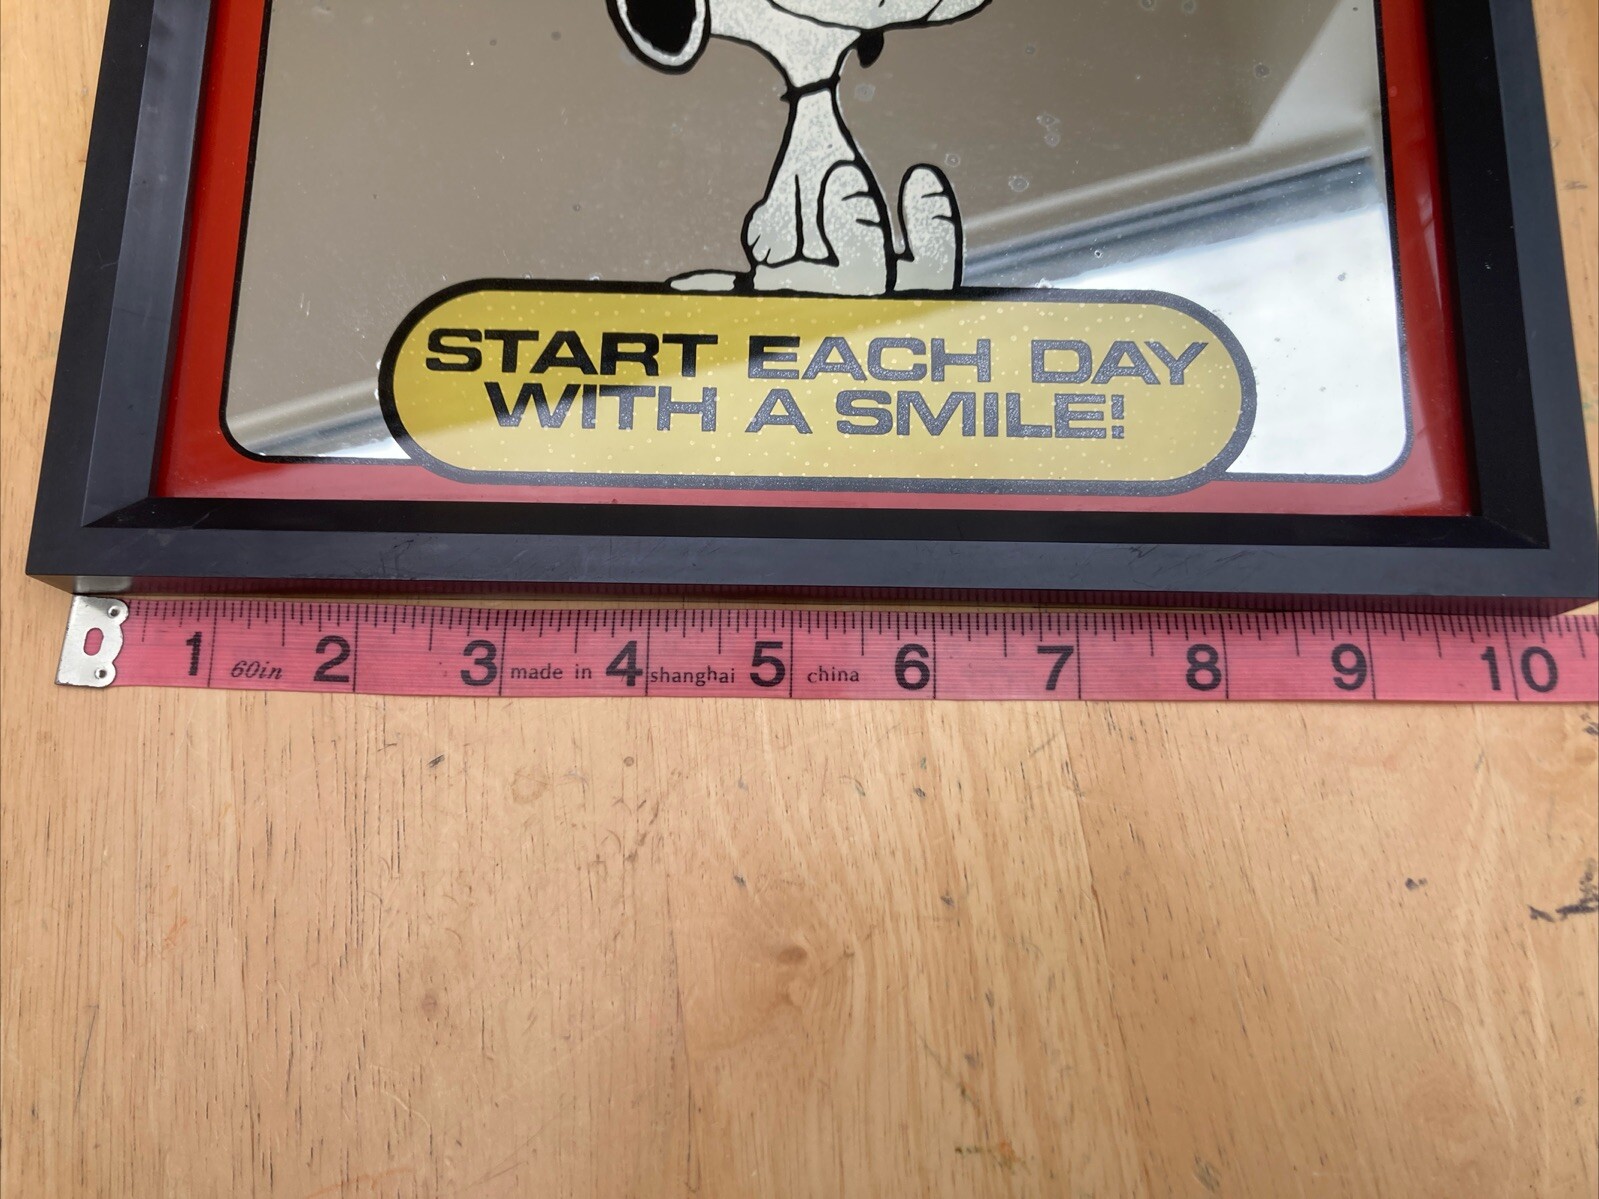 START EACH DAY
WITH A SMILE!
1 60in 2 3 made in 4 shanghai 5 china 6 7 8 9 10